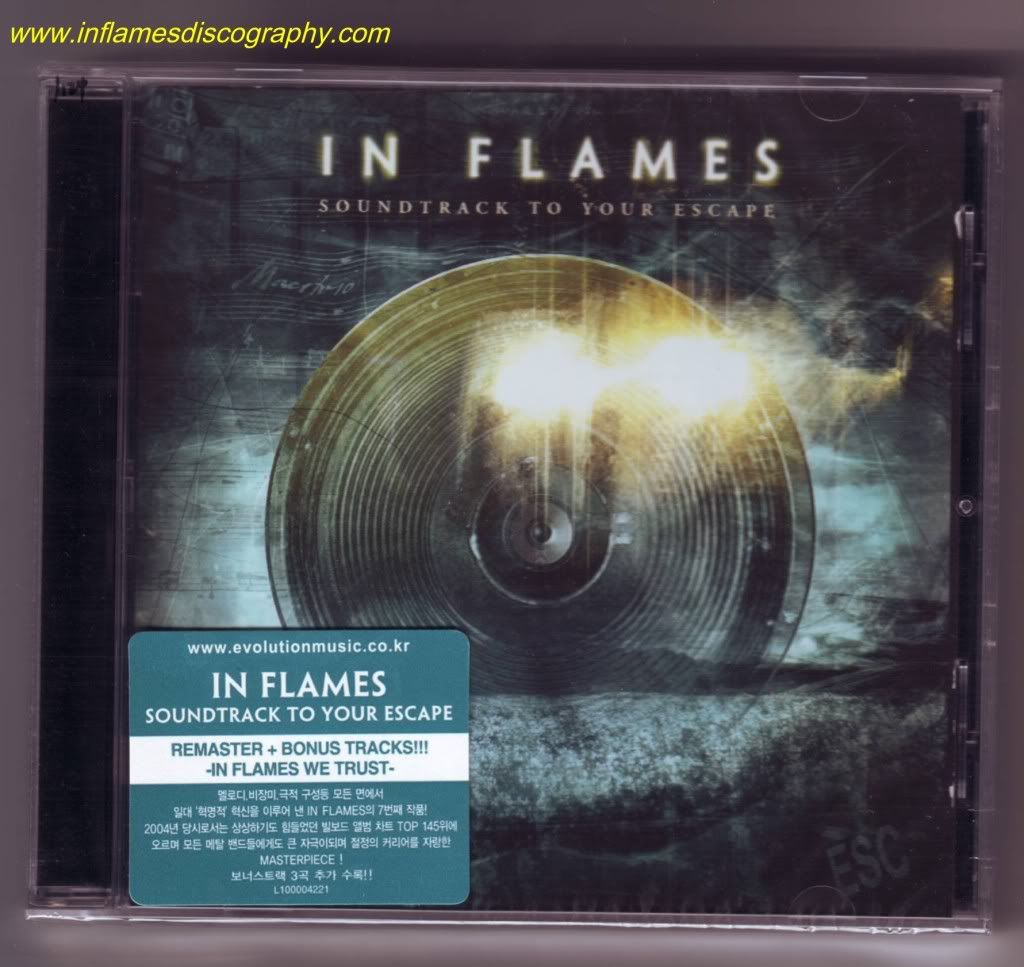 www.inflamesdiscography.com
IN FLAMES
SOUNDTRACK TO YOUR ESCAPE
www.evolutionmusic.co.kr
IN FLAMES
SOUNDTRACK TO YOUR ESCAPE
REMASTER + BONUS TRACKS!!!
-IN FLAMES WE TRUST-
멜로디,비장미,극적 구성등 모든 면에서
일대 '혁명적' 혁신을 이루어 낸 IN FLAMES의 7번째 작품!
2004년 당시로서는 상상하기도 힘들었던 빌보드 앨범 차트 TOP 145위에
오르며 모든 메탈 밴드들에게도 큰 자극이되며 절정의 커리어를 자랑한
MASTERPIECE !
보너스트랙 3곡 추가 수록!!
L100004221
ESC